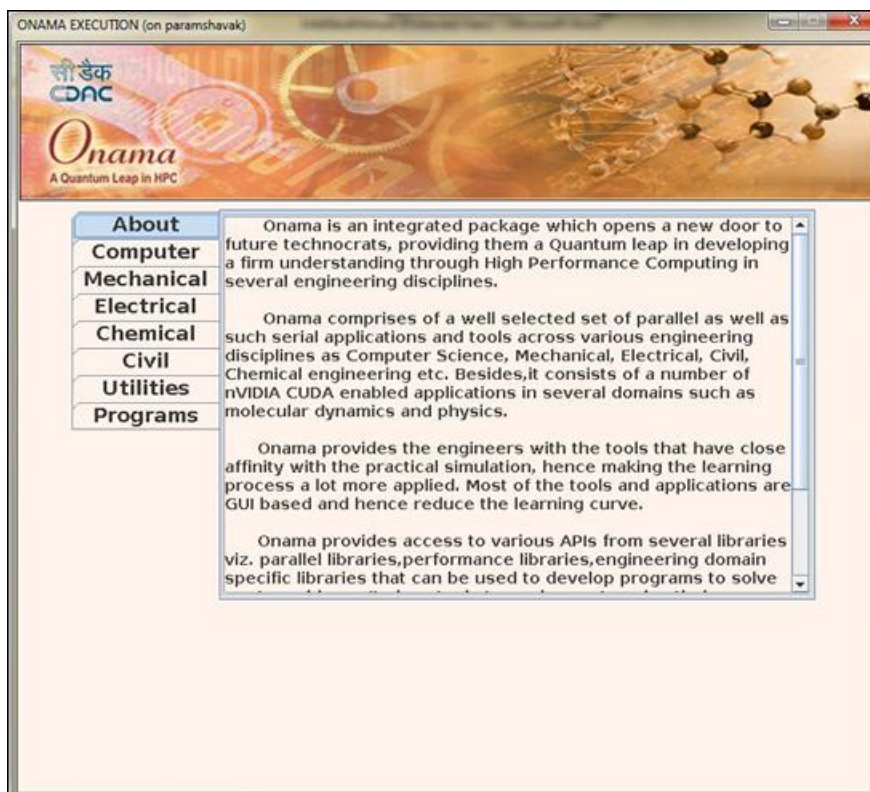 ONAMA EXECUTION (on paramshavak)
सी डैक
CDAC
Onama
A Quantum Leap in HPC
About
Computer
Mechanical
Electrical
Chemical
Civil
Utilities
Programs
Onama is an integrated package which opens a new door to
future technocrats, providing them a Quantum leap in developing
a firm understanding through High Performance Computing in
several engineering disciplines.
Onama comprises of a well selected set of parallel as well as
such serial applications and tools across various engineering
disciplines as Computer Science, Mechanical, Electrical, Civil,
Chemical engineering etc. Besides,it consists of a number of
nVIDIA CUDA enabled applications in several domains such as
molecular dynamics and physics.
Onama provides the engineers with the tools that have close
affinity with the practical simulation, hence making the learning
process a lot more applied. Most of the tools and applications are
GUI based and hence reduce the learning curve.
Onama provides access to various APIs from several libraries
viz. parallel libraries,performance libraries,engineering domain
specific libraries that can be used to develop programs to solve